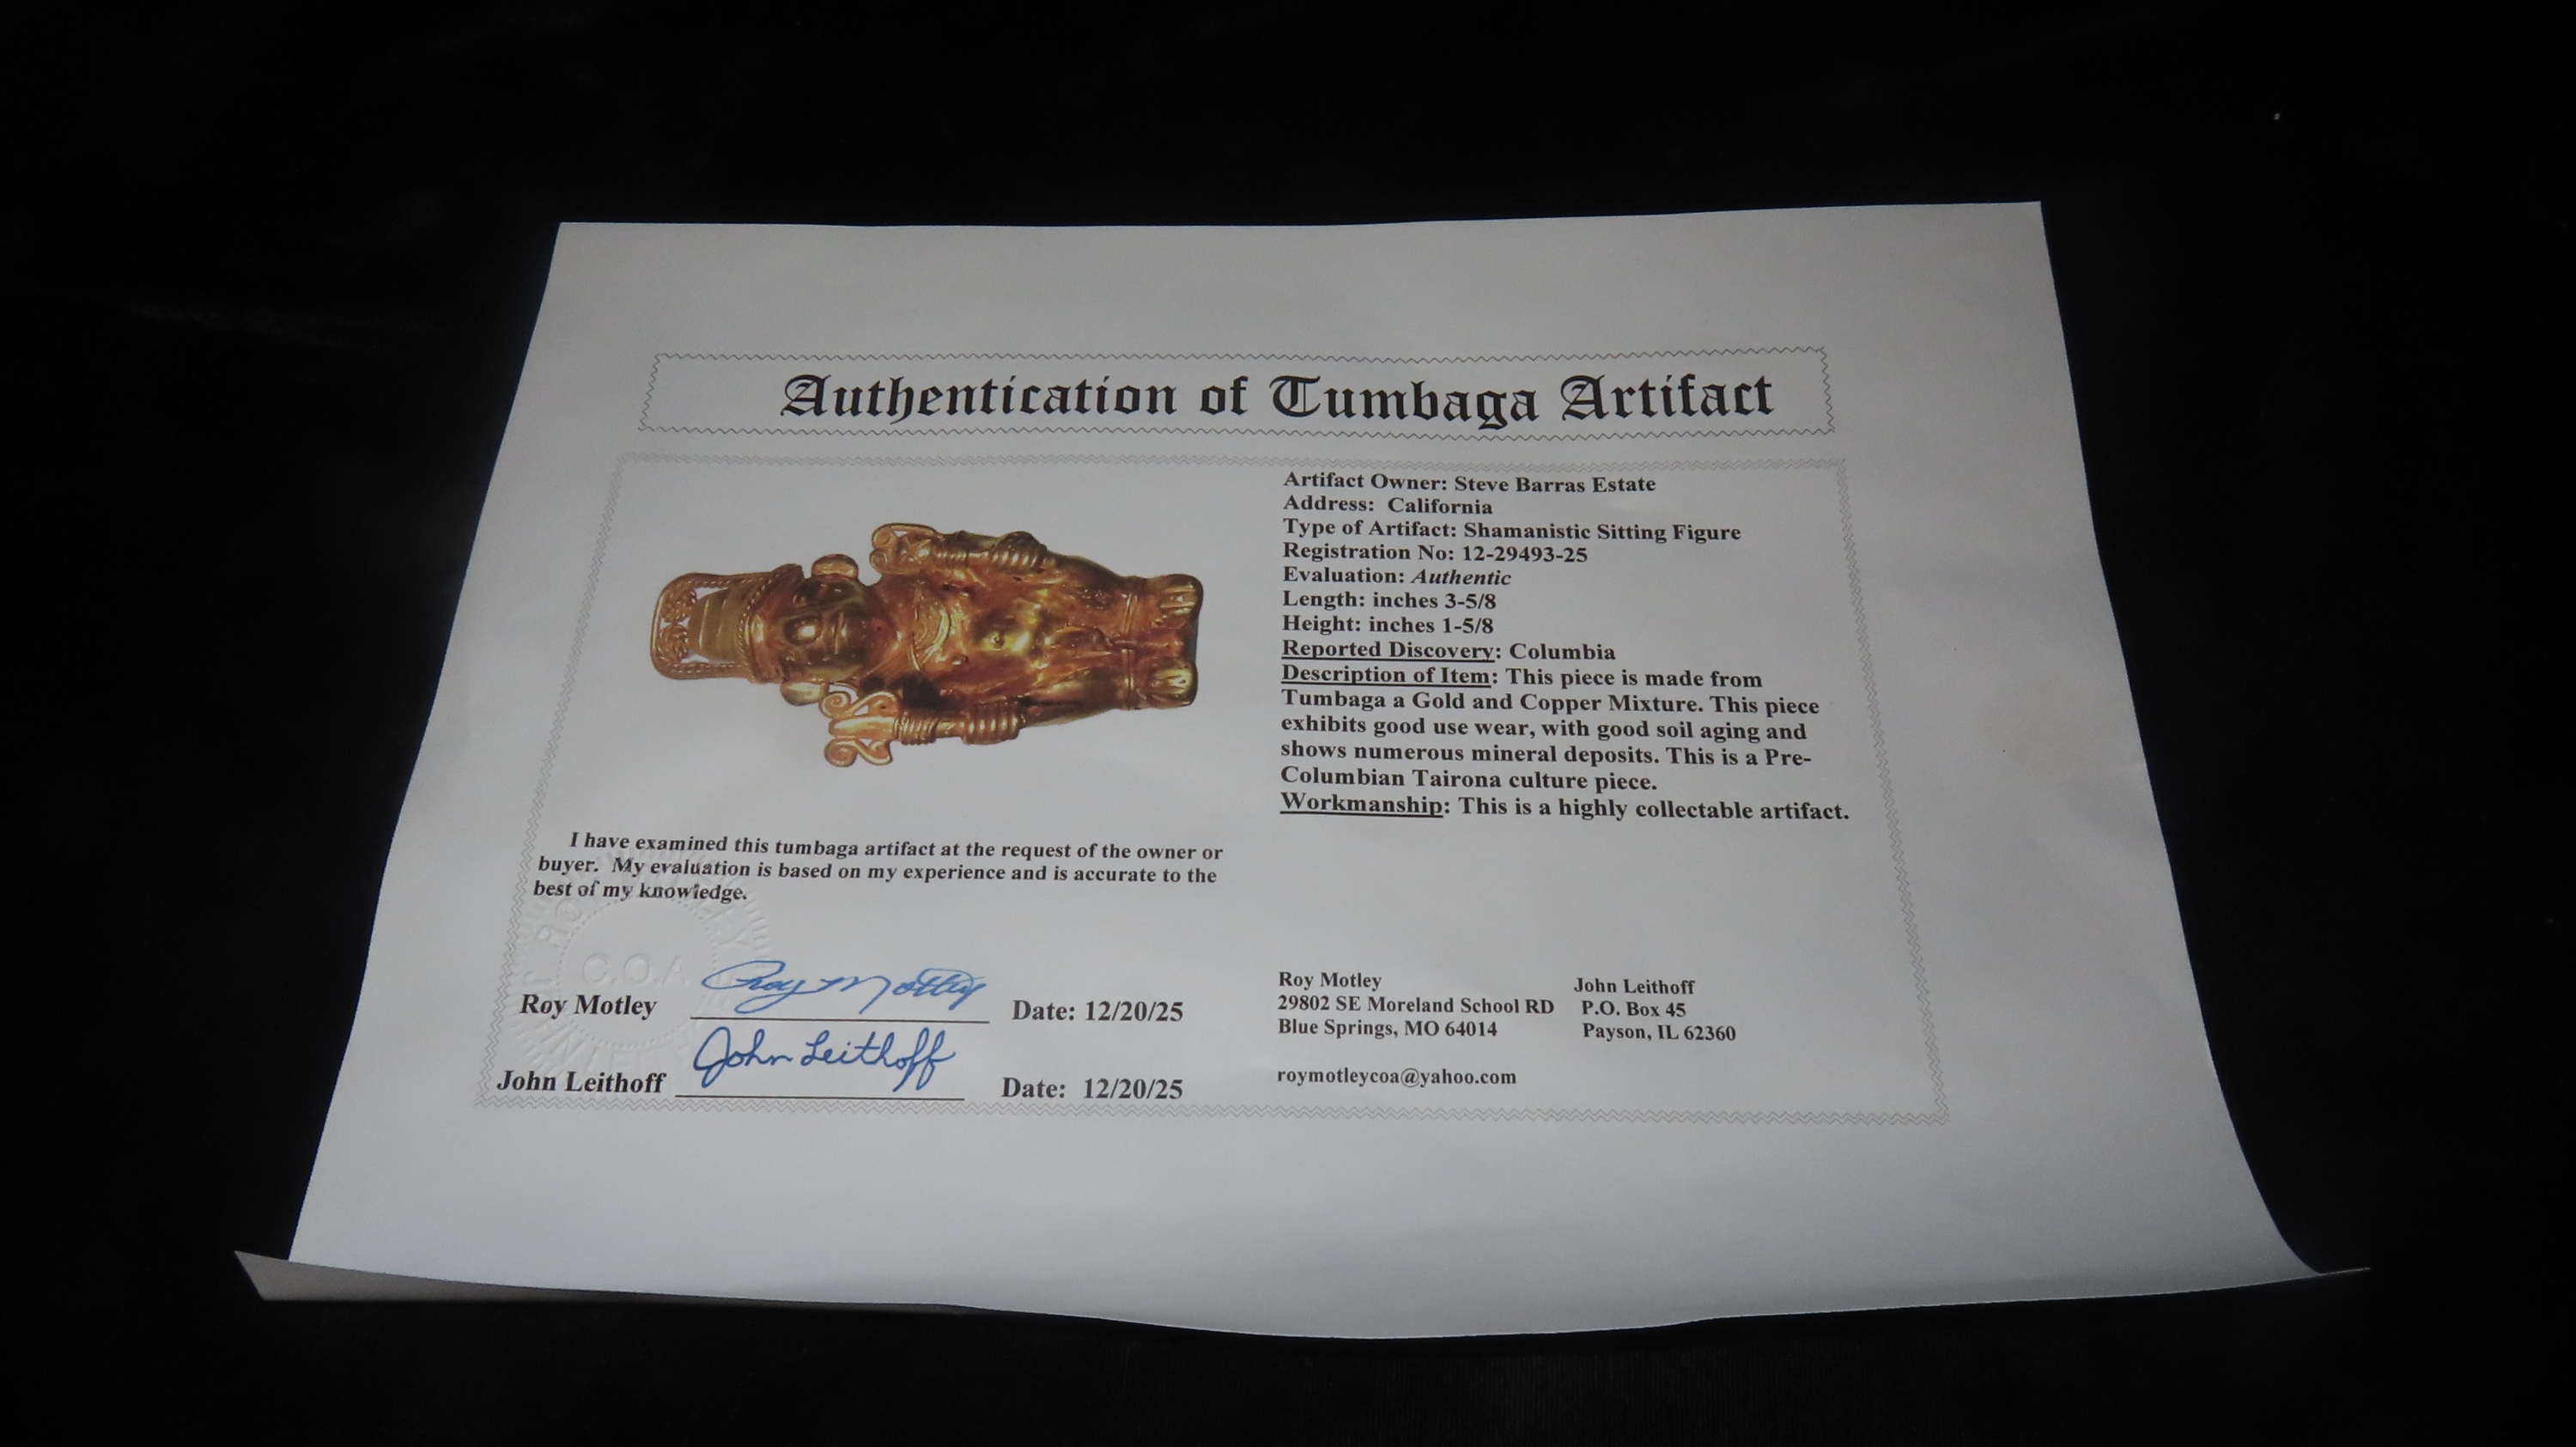 Authentication of Tumbaga Artifact
Artifact Owner: Steve Barras Estate
Address: California
Type of Artifact: Shamanistic Sitting Figure
Registration No: 12-29493-25
Evaluation: Authentic
Length: inches 3-5/8
Height: inches 1-5/8
Reported Discovery: Columbia
Description of Item: This piece is made from
Tumbaga a Gold and Copper Mixture. This piece
exhibits good use wear, with good soil aging and
shows numerous mineral deposits. This is a Pre-
Columbian Tairona culture piece.
Workmanship: This is a highly collectable artifact.
I have examined this tumbaga artifact at the request of the owner or
buyer. My evaluation is based on my experience and is accurate to the
best of my knowledge.
C.O.A.
Roy Motley Roy Motley Date: 12/20/25
John Leithoff John Leithoff Date: 12/20/25
Roy Motley
29802 SE Moreland School RD
Blue Springs, MO 64014
roymotleycoa@yahoo.com
John Leithoff
P.O. Box 45
Payson, IL 62360